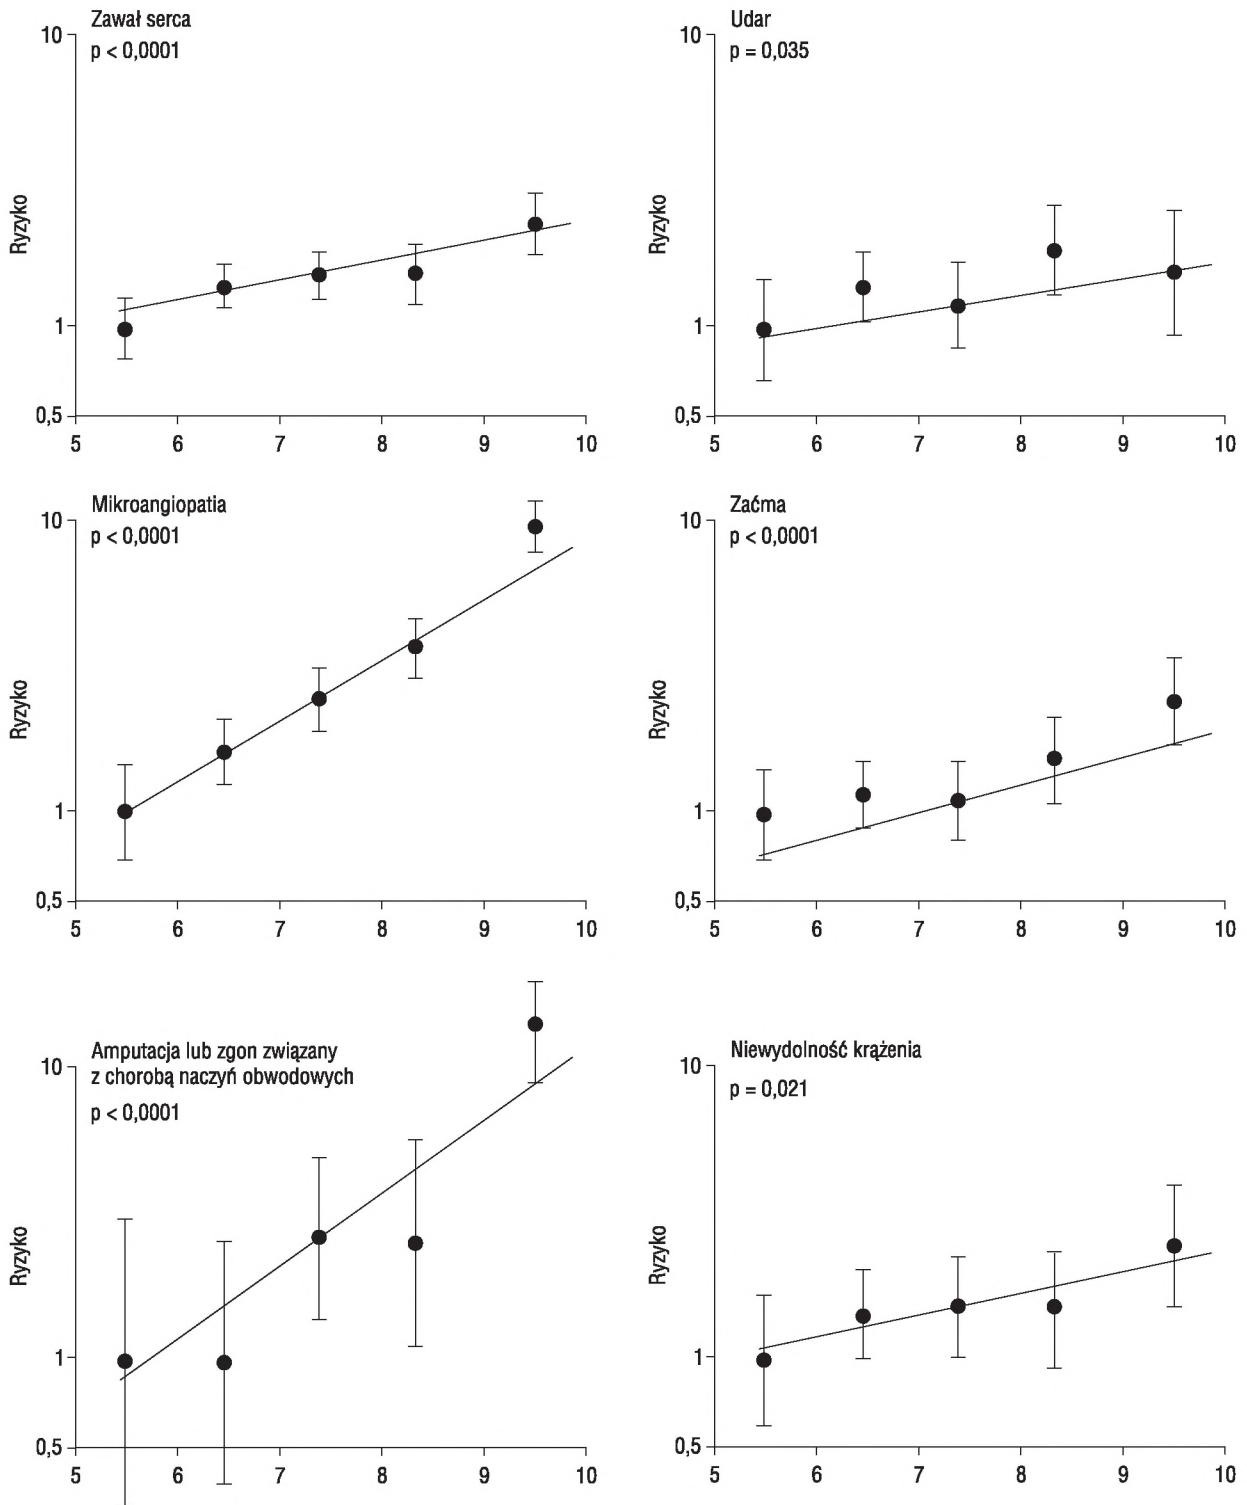 Zawał serca
p < 0,0001
10
1
0,5
Ryzyko
5 6 7 8 9 10
Udar
p = 0,035
10
1
0,5
Ryzyko
5 6 7 8 9 10
Mikroangiopatia
p < 0,0001
10
1
0,5
Ryzyko
5 6 7 8 9 10
Zaćma
p < 0,0001
10
1
0,5
Ryzyko
5 6 7 8 9 10
Amputacja lub zgon związany
z chorobą naczyń obwodowych
p < 0,0001
10
1
0,5
Ryzyko
5 6 7 8 9 10
Niewydolność krążenia
p = 0,021
10
1
0,5
Ryzyko
5 6 7 8 9 10